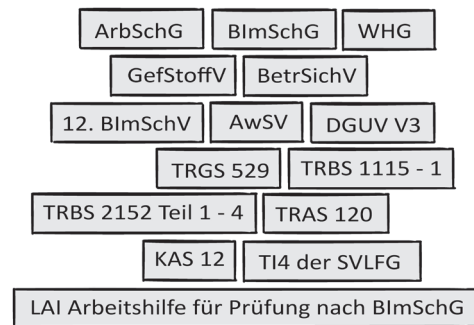 ArbSchG BImSchG WHG
GefStoffV BetrSichV
12. BImSchV AwSV DGUV V3
TRGS 529 TRBS 1115 - 1
TRBS 2152 Teil 1 - 4 TRAS 120
KAS 12 TI4 der SVLFG
LAI Arbeitshilfe für Prüfung nach BImSchG